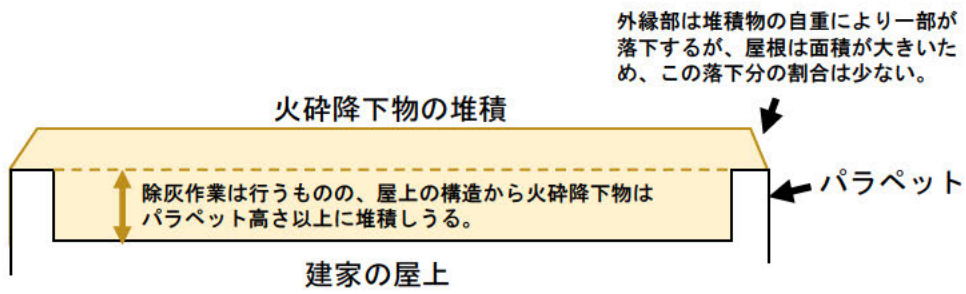 外縁部は堆積物の自重により一部が
落下するが、屋根は面積が大きいた
め、この落下分の割合は少ない。
火砕降下物の堆積
パラペット
除灰作業は行うものの、屋上の構造から火砕降下物は
パラペット高さ以上に堆積しうる。
建家の屋上